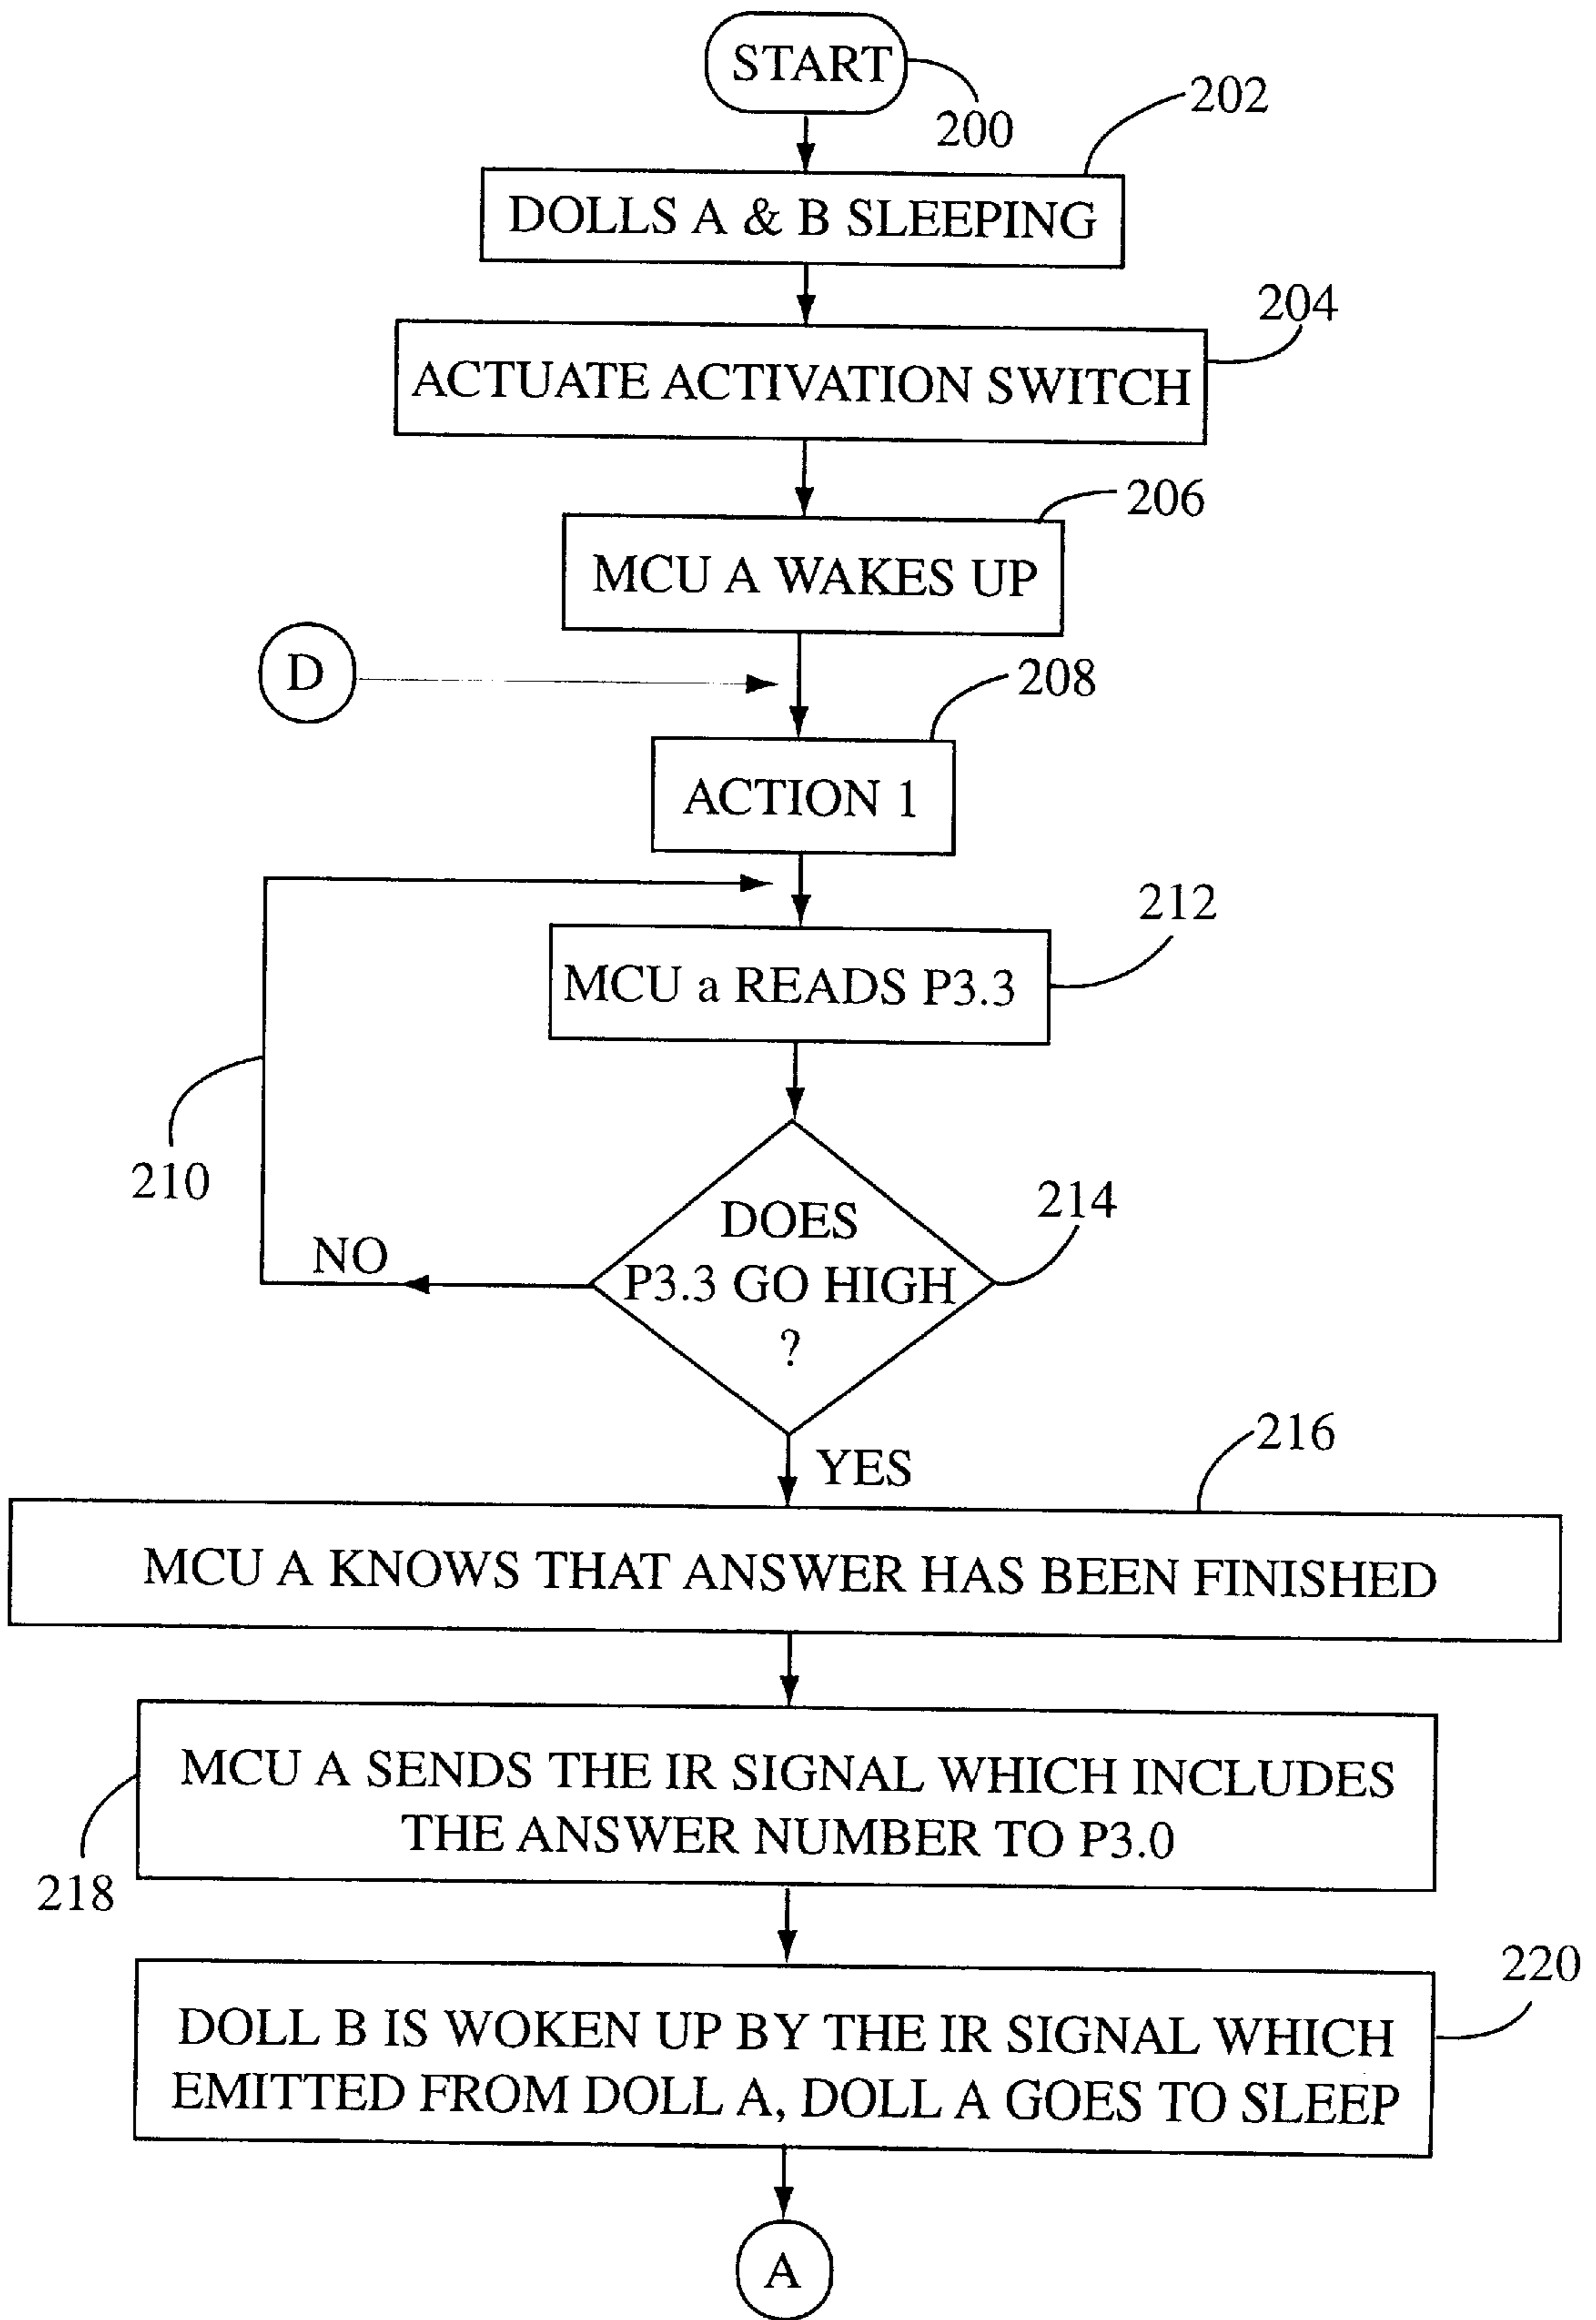 START
200
202
DOLLS A & B SLEEPING
204
ACTUATE ACTIVATION SWITCH
206
MCU A WAKES UP
D
208
ACTION 1
212
MCU a READS P3.3
210
214
DOES
P3.3 GO HIGH
?
NO
YES
216
MCU A KNOWS THAT ANSWER HAS BEEN FINISHED
MCU A SENDS THE IR SIGNAL WHICH INCLUDES
THE ANSWER NUMBER TO P3.0
218
220
DOLL B IS WOKEN UP BY THE IR SIGNAL WHICH
EMITTED FROM DOLL A, DOLL A GOES TO SLEEP
A